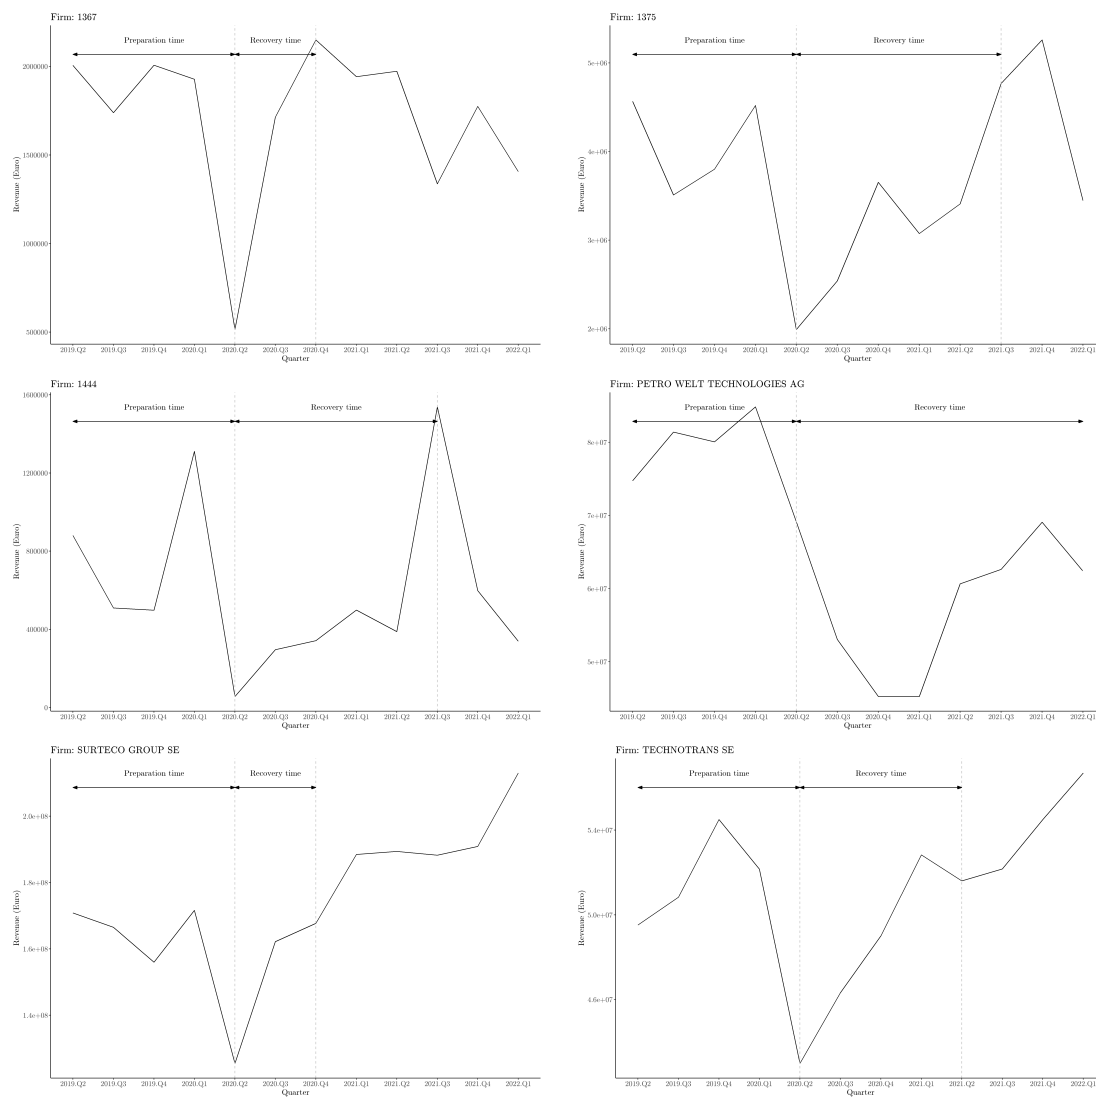 Firm: 1367
Preparation time Recovery time
2000000
1500000
1000000
500000
Revenue (Euro)
2019.Q2 2019.Q3 2019.Q4 2020.Q1 2020.Q2 2020.Q3 2020.Q4 2021.Q1 2021.Q2 2021.Q3 2021.Q4 2022.Q1
Quarter
Firm: 1375
Preparation time Recovery time
5e+06
4e+06
3e+06
2e+06
Revenue (Euro)
2019.Q2 2019.Q3 2019.Q4 2020.Q1 2020.Q2 2020.Q3 2020.Q4 2021.Q1 2021.Q2 2021.Q3 2021.Q4 2022.Q1
Quarter
Firm: 1444
Preparation time Recovery time
1600000
1200000
800000
400000
0
Revenue (Euro)
2019.Q2 2019.Q3 2019.Q4 2020.Q1 2020.Q2 2020.Q3 2020.Q4 2021.Q1 2021.Q2 2021.Q3 2021.Q4 2022.Q1
Quarter
Firm: PETRO WELT TECHNOLOGIES AG
Preparation time Recovery time
8e+07
7e+07
6e+07
5e+07
Revenue (Euro)
2019.Q2 2019.Q3 2019.Q4 2020.Q1 2020.Q2 2020.Q3 2020.Q4 2021.Q1 2021.Q2 2021.Q3 2021.Q4 2022.Q1
Quarter
Firm: SURTECO GROUP SE
Preparation time Recovery time
2.0e+08
1.8e+08
1.6e+08
1.4e+08
Revenue (Euro)
2019.Q2 2019.Q3 2019.Q4 2020.Q1 2020.Q2 2020.Q3 2020.Q4 2021.Q1 2021.Q2 2021.Q3 2021.Q4 2022.Q1
Quarter
Firm: TECHNOTRANS SE
Preparation time Recovery time
5.4e+07
5.0e+07
4.6e+07
Revenue (Euro)
2019.Q2 2019.Q3 2019.Q4 2020.Q1 2020.Q2 2020.Q3 2020.Q4 2021.Q1 2021.Q2 2021.Q3 2021.Q4 2022.Q1
Quarter